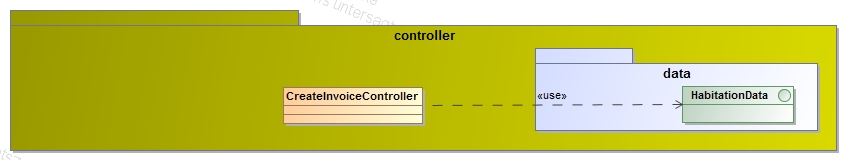 controller
data
CreateInvoiceController
«use»
HabitationData